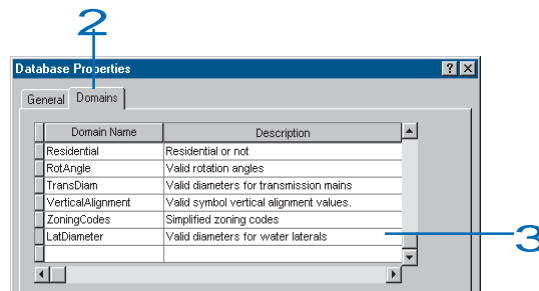 2
Database Properties ? ×
General Domains
Domain Name Description
Residential Residential or not
RotAngle Valid rotation angles
TransDiam Valid diameters for transmission mains
VerticalAlignment Valid symbol vertical alignment values.
ZoningCodes Simplified zoning codes
LatDiameter Valid diameters for water laterals
3